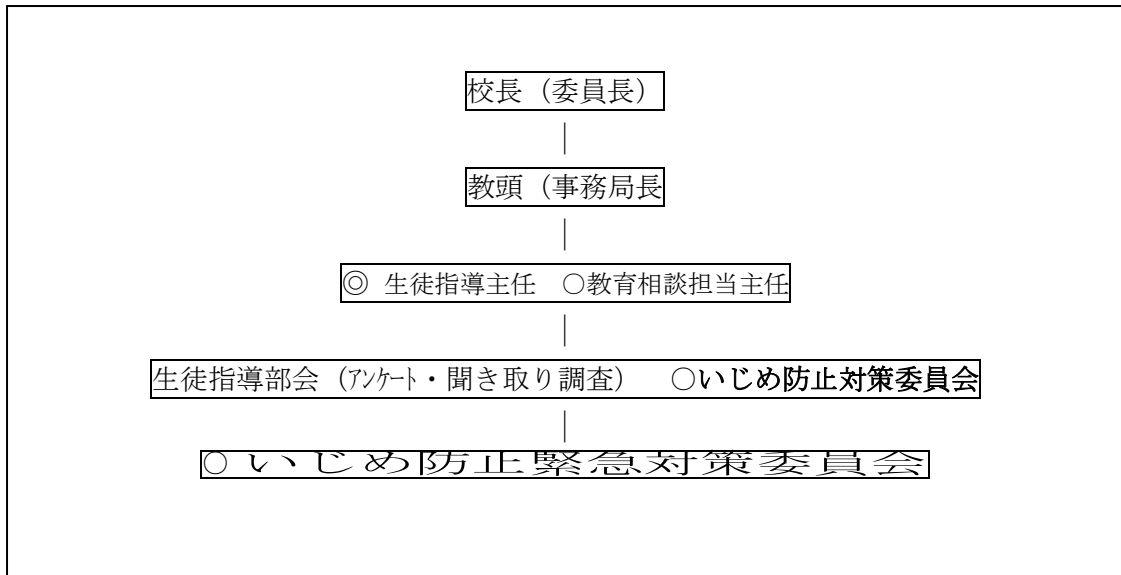 校長（委員長）
教頭（事務局長
◎ 生徒指導主任　○教育相談担当主任
生徒指導部会（ｱﾝｹｰﾄ・聞き取り調査）　○いじめ防止対策委員会
○いじめ防止緊急対策委員会